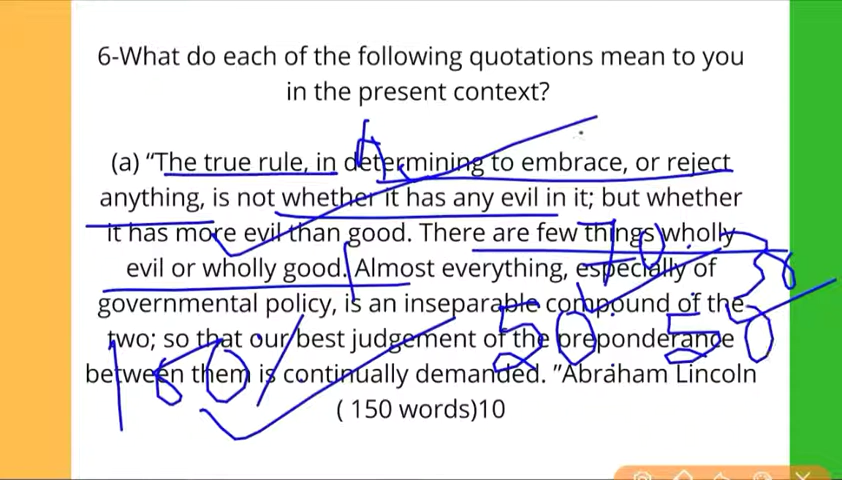 6-What do each of the following quotations mean to you
in the present context?
(a) “The true rule, in determining to embrace, or reject
anything, is not whether it has any evil in it; but whether
it has more evil than good. There are few things wholly
evil or wholly good. Almost everything, especially of
governmental policy, is an inseparable compound of the
two; so that our best judgement of the preponderance
between them is continually demanded. ”Abraham Lincoln
( 150 words)10